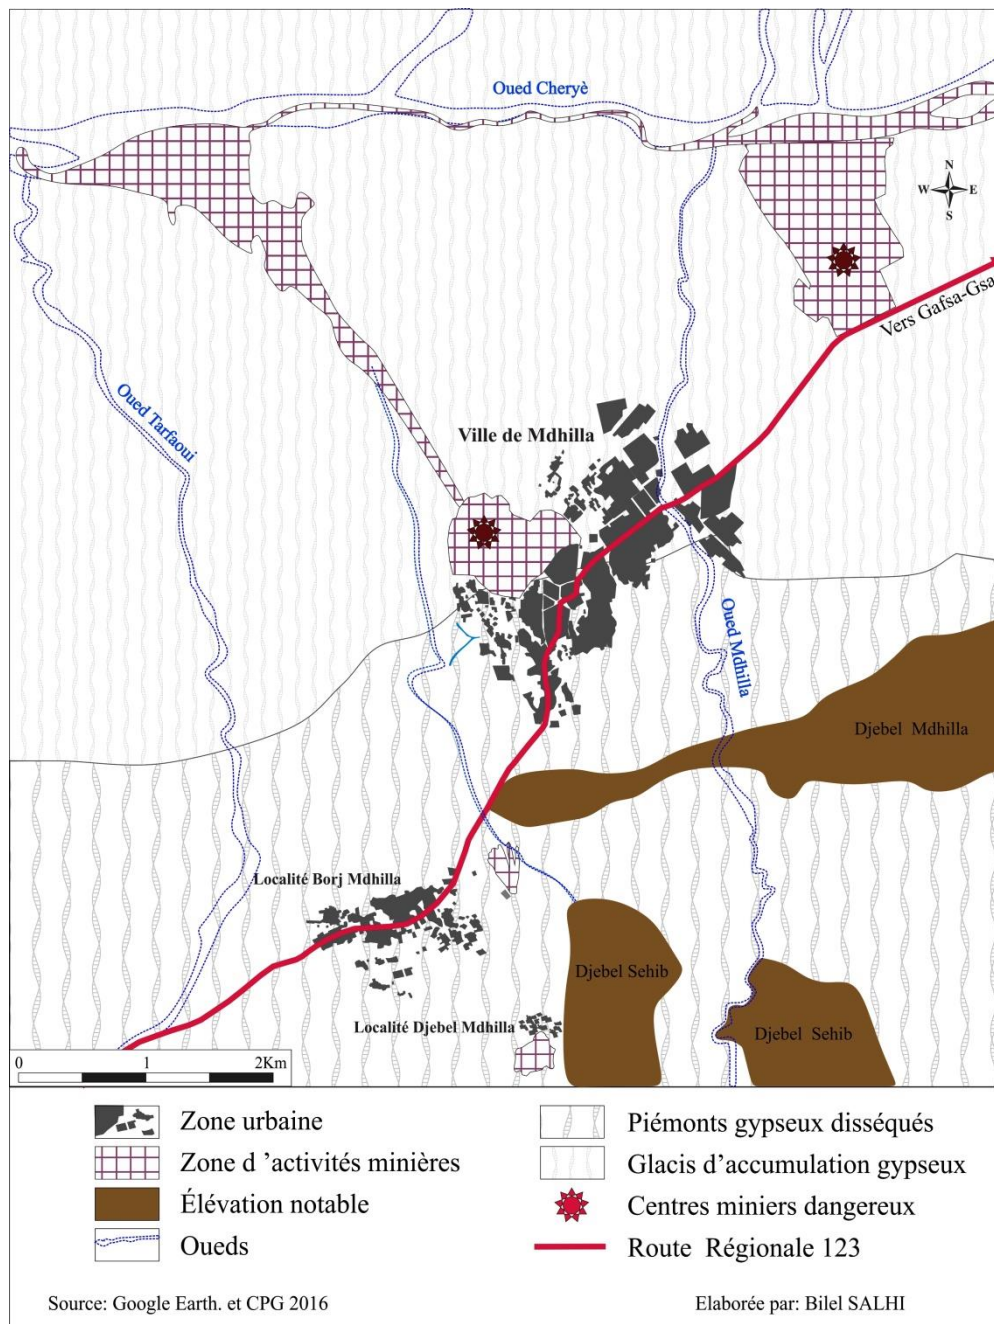 Oued Cheryè
N
W E
S
Vers Gafsa-Gsa
Oued Tarfaoui
Ville de Mdhilla
Oued Mdhilla
Djebel Mdhilla
Localité Borj Mdhilla
Djebel Sehib
Localité Djebel Mdhilla
Djebel Sehib
0 1 2Km
Zone urbaine
Zone d ’activités minières
Élévation notable
Oueds
Piémonts gypseux disséqués
Glacis d’accumulation gypseux
Centres miniers dangereux
Route Régionale 123
Source: Google Earth. et CPG 2016
Elaborée par: Bilel SALHI